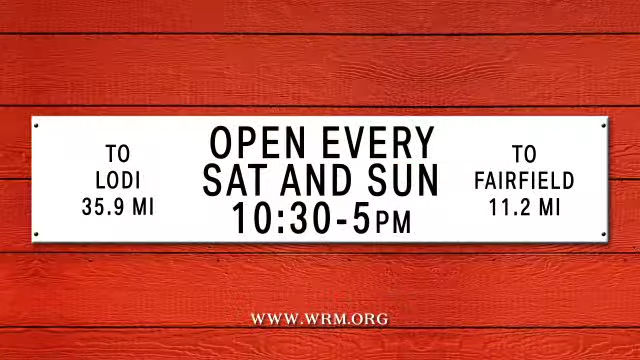 TO
LODI
35.9 MI
OPEN EVERY
SAT AND SUN
10:30-5PM
TO
FAIRFIELD
11.2 MI
WWW.WRM.ORG